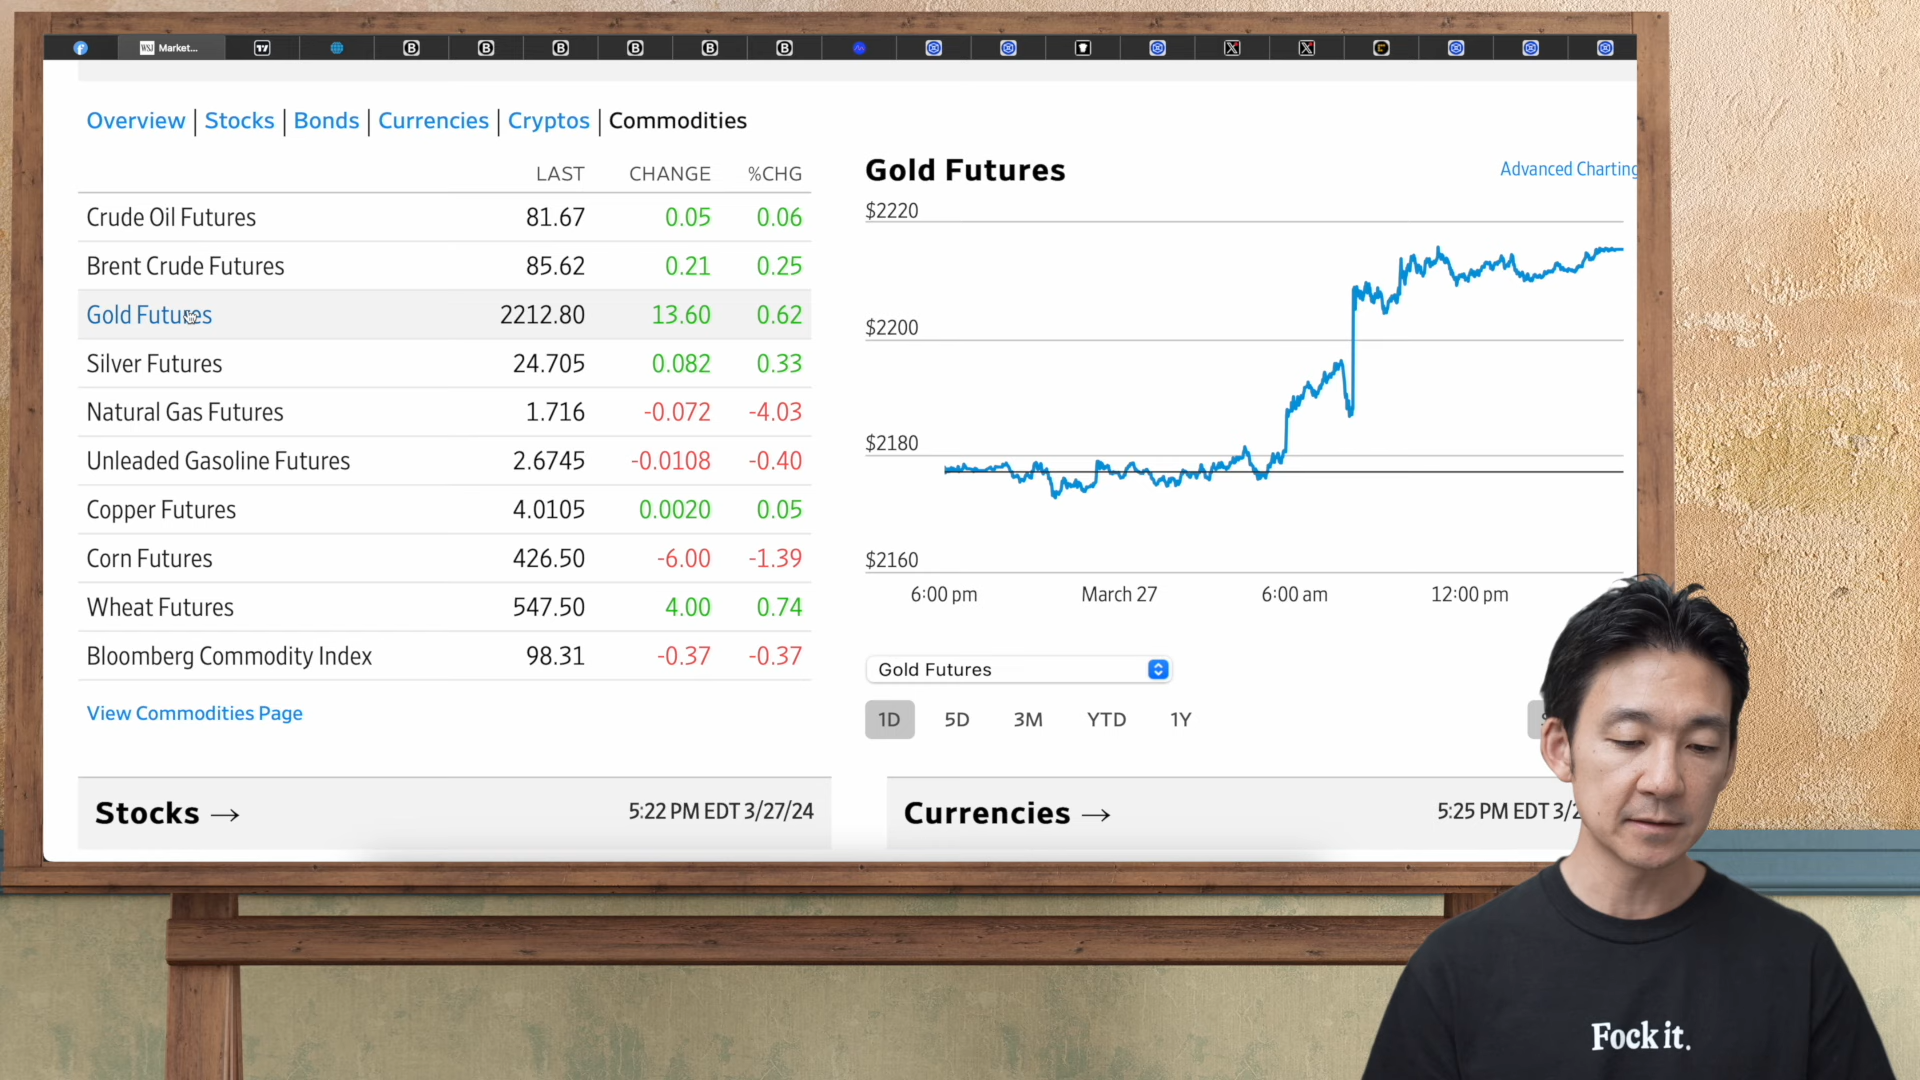 WSJ Market...
Overview | Stocks | Bonds | Currencies | Cryptos | Commodities
LAST CHANGE %CHG
Crude Oil Futures 81.67 0.05 0.06
Brent Crude Futures 85.62 0.21 0.25
Gold Futures 2212.80 13.60 0.62
Silver Futures 24.705 0.082 0.33
Natural Gas Futures 1.716 -0.072 -4.03
Unleaded Gasoline Futures 2.6745 -0.0108 -0.40
Copper Futures 4.0105 0.0020 0.05
Corn Futures 426.50 -6.00 -1.39
Wheat Futures 547.50 4.00 0.74
Bloomberg Commodity Index 98.31 -0.37 -0.37
View Commodities Page
Gold Futures
Advanced Charting
$2220
$2200
$2180
$2160
6:00 pm March 27 6:00 am 12:00 pm
Gold Futures
1D 5D 3M YTD 1Y
Stocks → 5:22 PM EDT 3/27/24
Currencies → 5:25 PM EDT 3/2
Fock it.